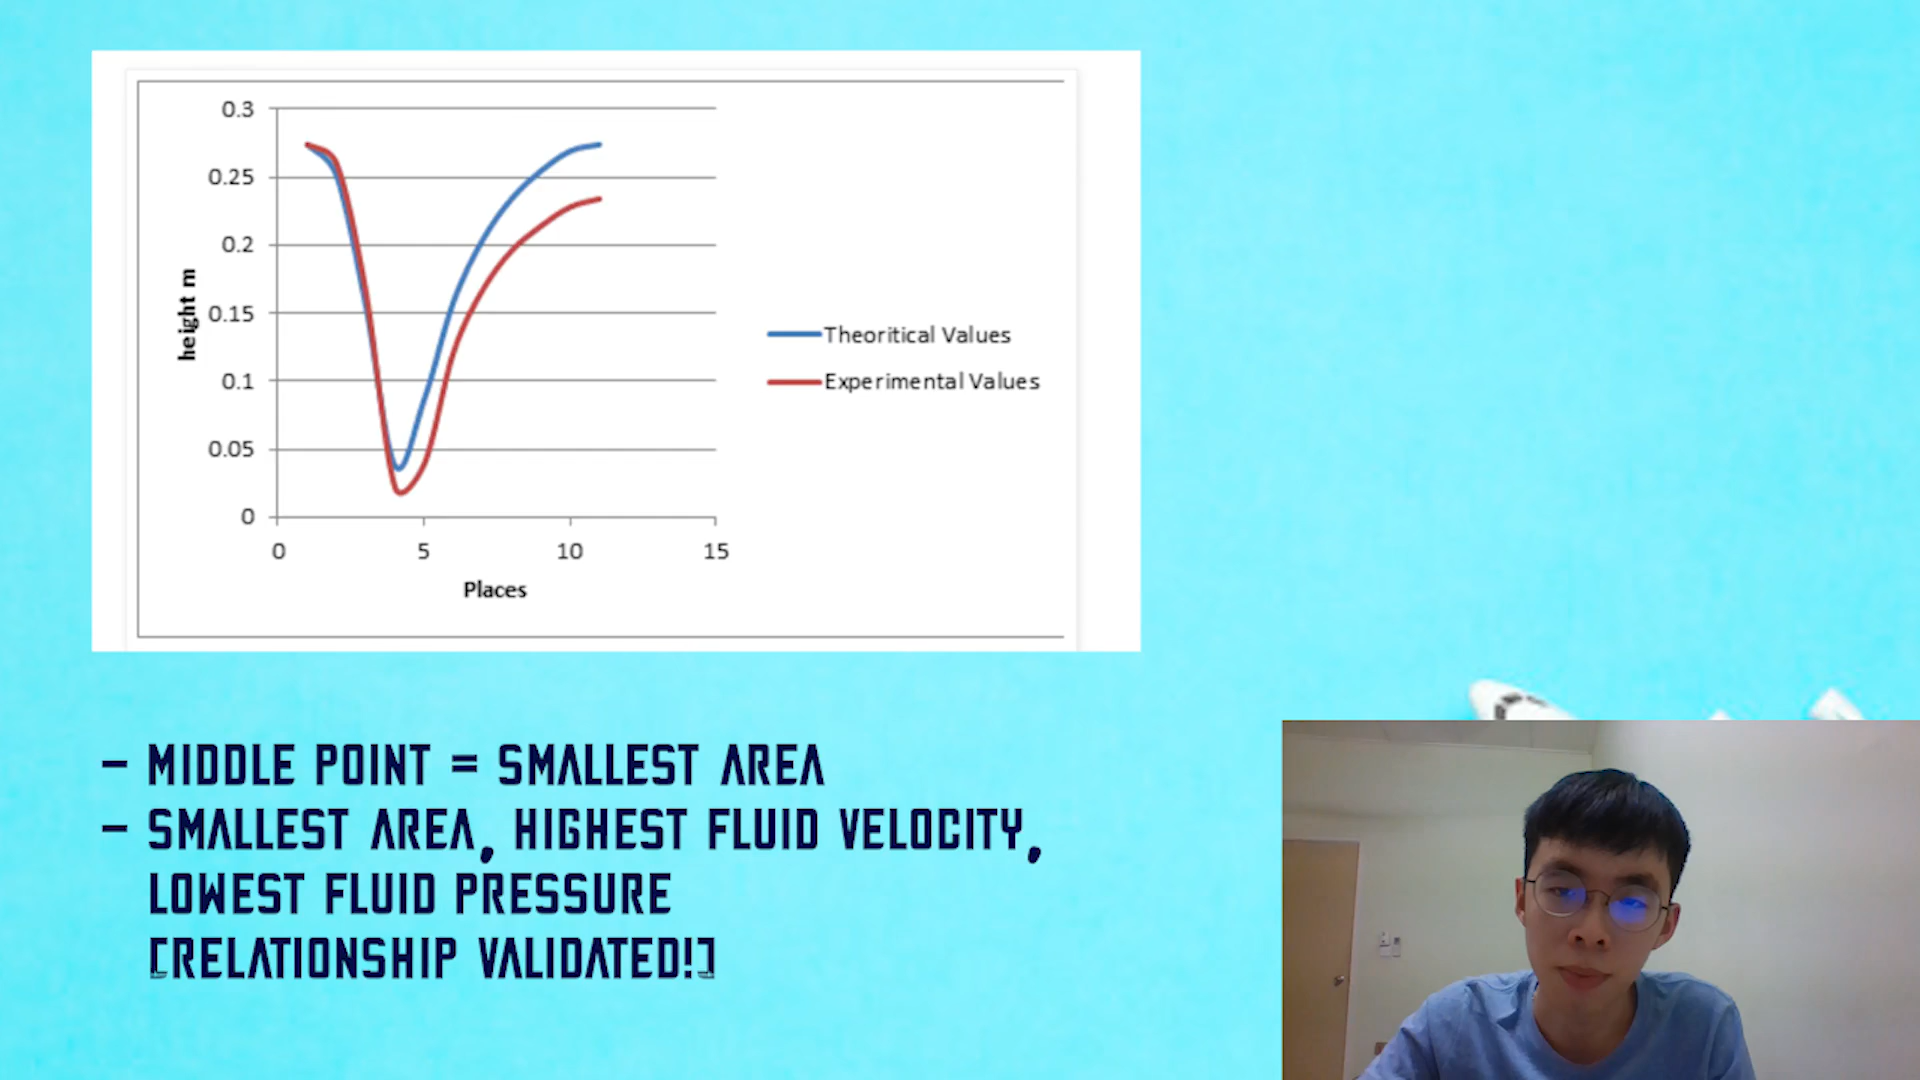 0.3
0.25
0.2
0.15
0.1
0.05
0
height m
0 5 10 15
Places
Theoritical Values
Experimental Values
- MIDDLE POINT = SMALLEST AREA
- SMALLEST AREA, HIGHEST FLUID VELOCITY,
LOWEST FLUID PRESSURE
[RELATIONSHIP VALIDATED!]